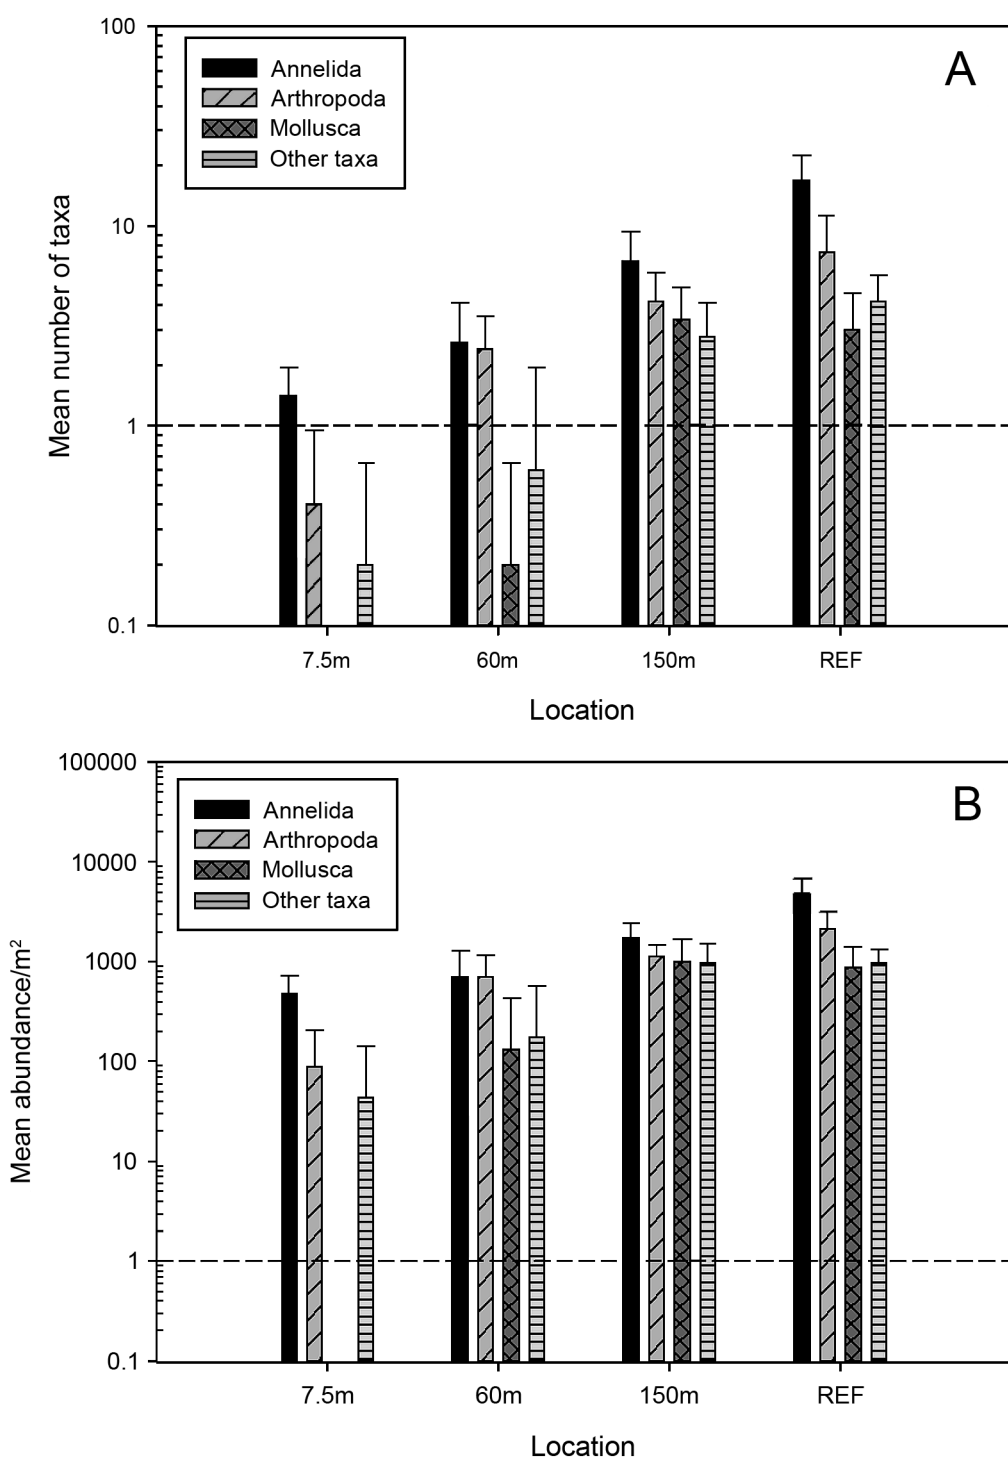 100
10
1
0.1
Mean number of taxa
Annelida
Arthropoda
Mollusca
Other taxa
A
7.5m 60m 150m REF
Location
100000
10000
1000
100
10
1
0.1
Mean abundance/m²
Annelida
Arthropoda
Mollusca
Other taxa
B
7.5m 60m 150m REF
Location